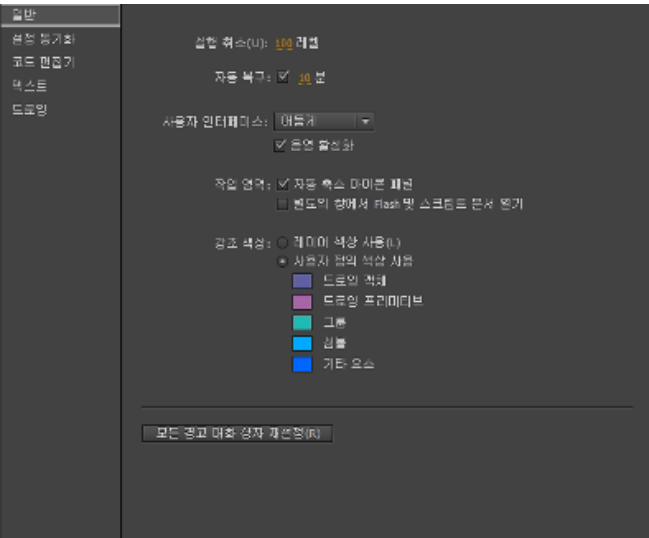 일반
설정 동기화
코드 편집기
텍스트
드로잉
실행 취소(U): 100 레벨
자동 복구: 10 분
사용자 인터페이스: 어둡게
음영 활성화
작업 영역: 자동 축소 아이콘 패널
별도의 창에서 Flash 및 스크립트 문서 열기
강조 색상: 레이어 색상 사용(L)
사용자 정의 색상 사용
드로잉 객체
드로잉 프리미티브
그룹
심볼
기타 요소
모든 경고 대화 상자 재설정(R)